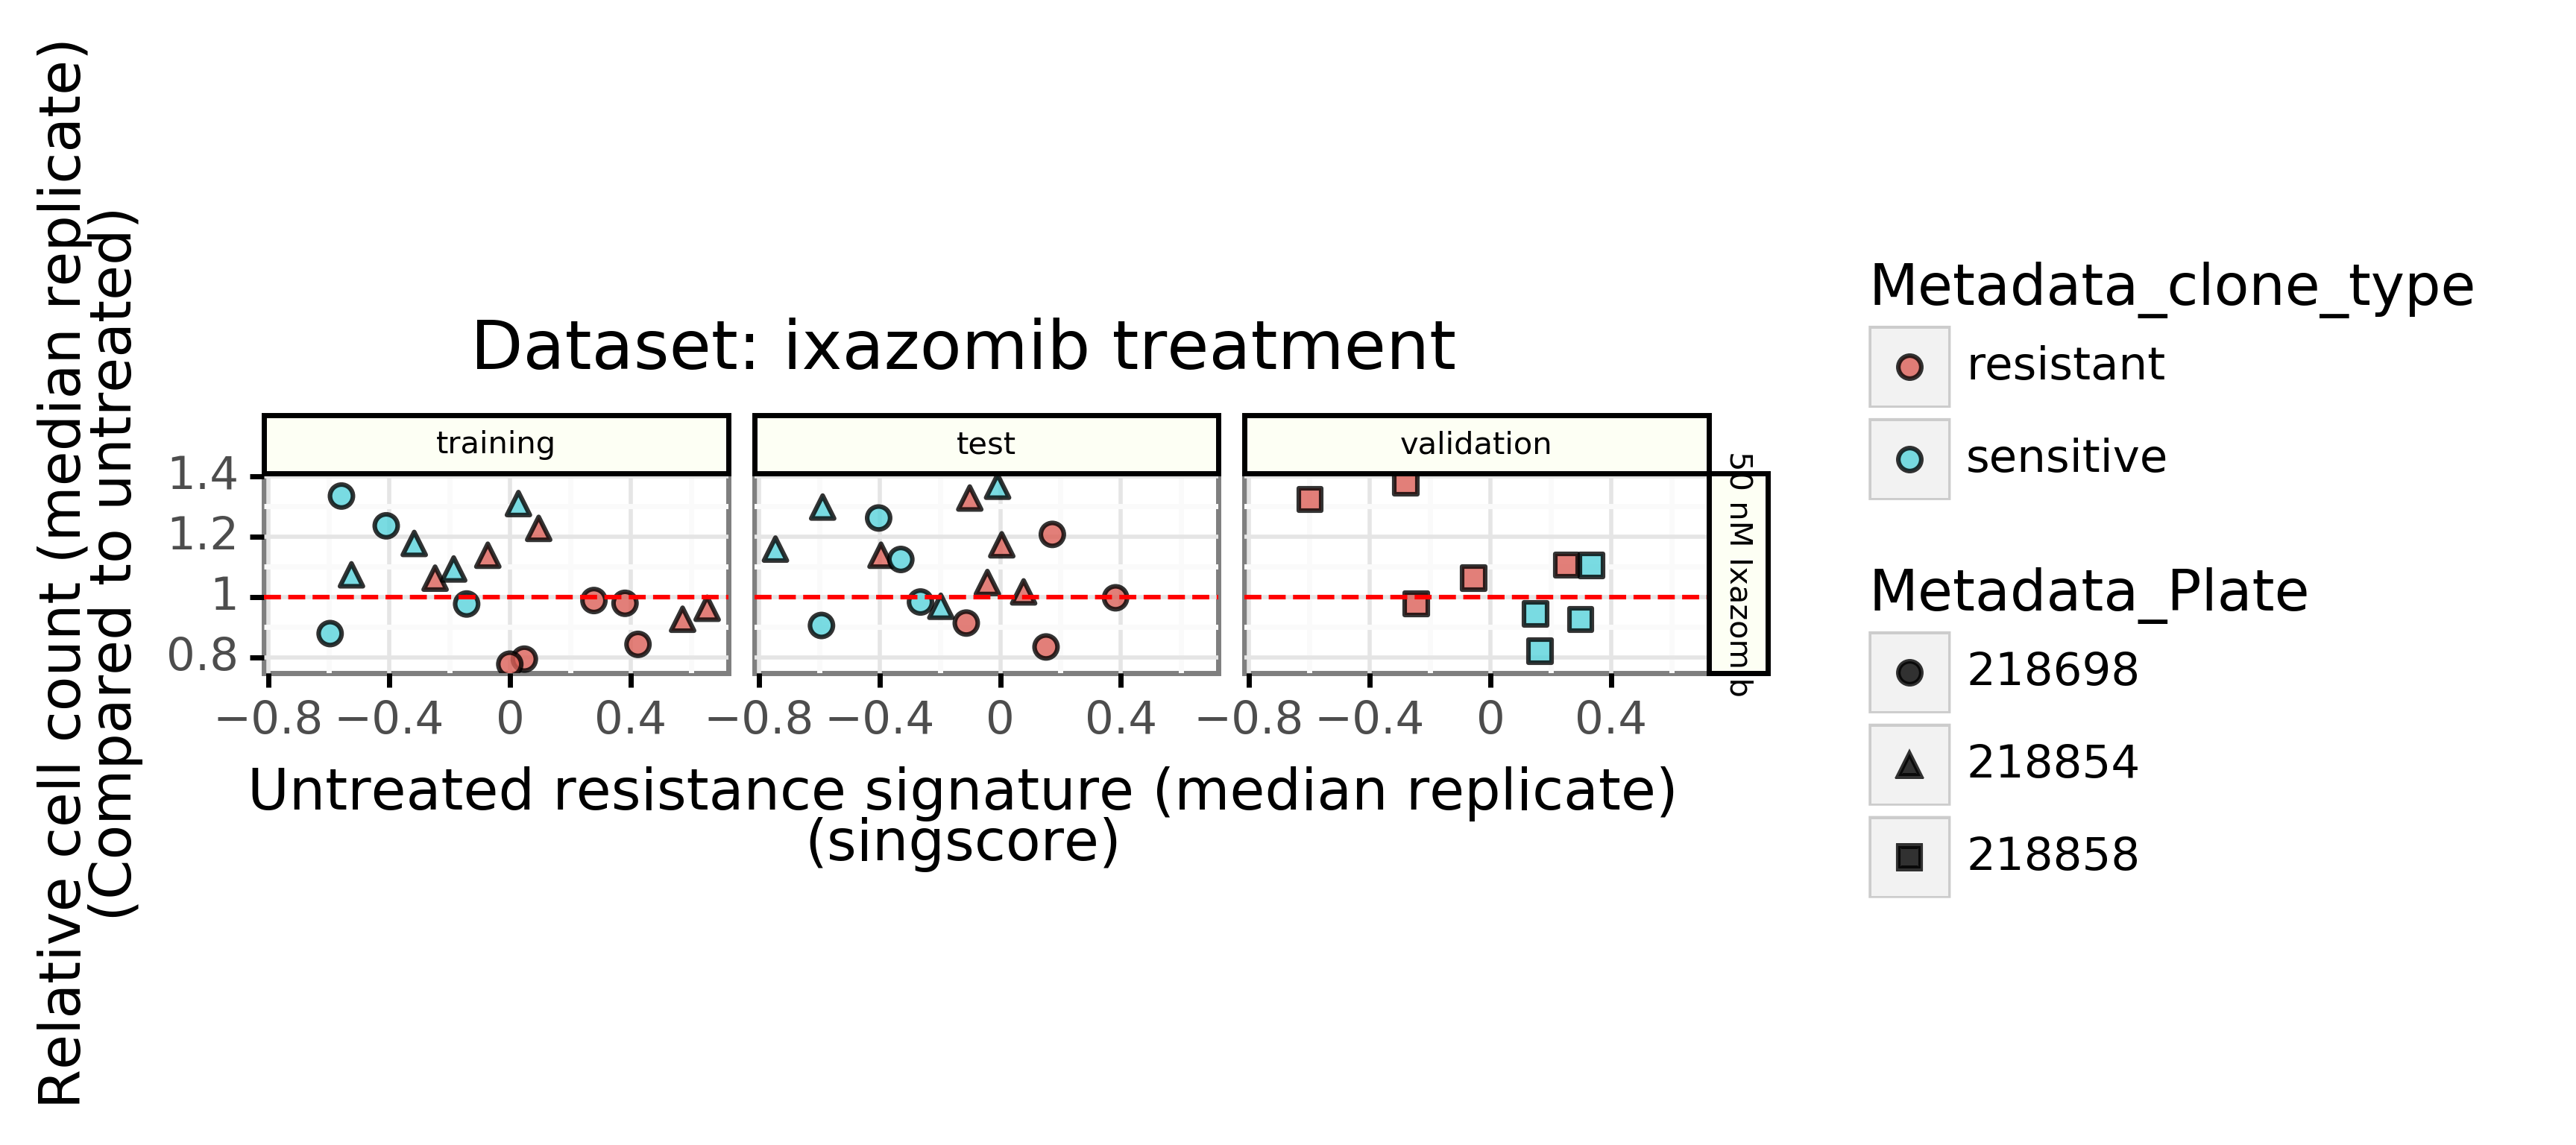 Dataset: ixazomib treatment
training
test
validation
50 nM Ixazomib
Relative cell count (median replicate)
(Compared to untreated)
1.4
1.2
1
0.8
−0.8
−0.4
0
0.4
−0.8
−0.4
0
0.4
−0.8
−0.4
0
0.4
Untreated resistance signature (median replicate)
(singscore)
Metadata_clone_type
resistant
sensitive
Metadata_Plate
218698
218854
218858